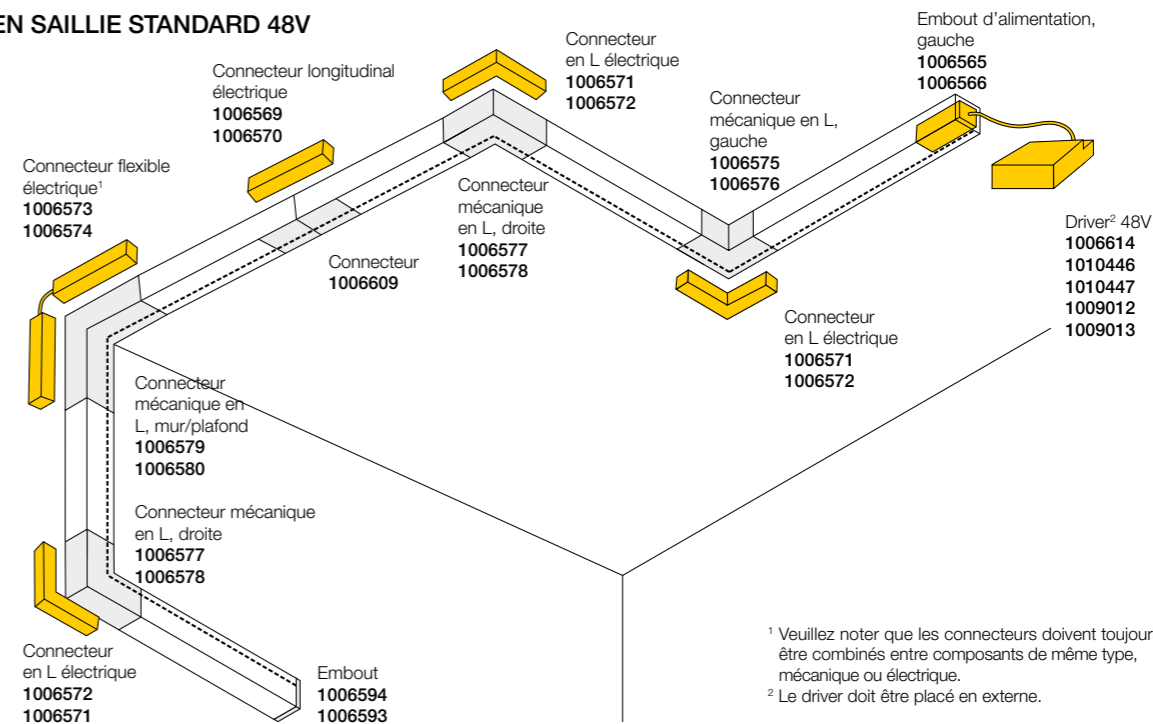 EN SAILLIE STANDARD 48V
Embout d'alimentation,
gauche
1006565
1006566
Connecteur
en L électrique
1006571
1006572
Connecteur longitudinal
électrique
1006569
1006570
Connecteur
mécanique en L,
gauche
1006575
1006576
Connecteur flexible
électrique¹
1006573
1006574
Connecteur
mécanique
en L, droite
1006577
1006578
Connecteur
1006609
Driver² 48V
1006614
1010446
1010447
1009012
1009013
Connecteur
en L électrique
1006571
1006572
Connecteur
mécanique en
L, mur/plafond
1006579
1006580
Connecteur mécanique
en L, droite
1006577
1006578
Connecteur
en L électrique
1006572
1006571
Embout
1006594
1006593
¹ Veuillez noter que les connecteurs doivent toujour
être combinés entre composants de même type,
mécanique ou électrique.
² Le driver doit être placé en externe.